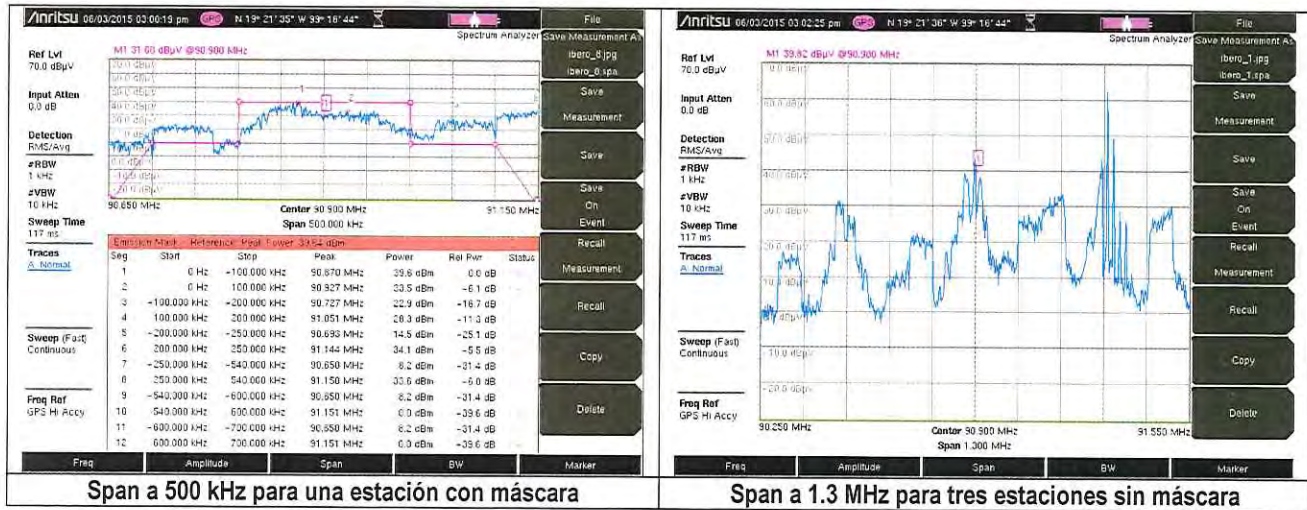 Anritsu 06/03/2015 03:00:19 pm GPS N 19° 21' 35" W 99° 16' 44"
Spectrum Analyzer
M1 31.60 dBµV @90.900 MHz
Ref Lvl
70.0 dBµV
Input Atten
0.0 dB
Detection
RMS/Avg
#RBW
1 kHz
#VBW
10 kHz
Sweep Time
117 ms
Traces
A: Normal
Sweep (Fast)
Continuous
Freq Ref
GPS Hi Accy
1
2
90.650 MHz
Center 90.900 MHz
91.150 MHz
Span 500.000 kHz
Emission Mask - Reference: Peak Power
Seg Start Stop Peak Power Rel Pwr Status
1 0 Hz -100.000 kHz 90.870 MHz 39.6 dBm 0.0 dB
2 0 Hz 100.000 kHz 90.927 MHz 33.5 dBm -6.1 dB
3 -100.000 kHz -200.000 kHz 90.727 MHz 22.9 dBm -16.7 dB
4 100.000 kHz 200.000 kHz 91.051 MHz 28.3 dBm -11.3 dB
5 -200.000 kHz -250.000 kHz 90.693 MHz 14.5 dBm -25.1 dB
6 200.000 kHz 250.000 kHz 91.144 MHz 34.1 dBm -5.5 dB
7 -250.000 kHz -540.000 kHz 90.650 MHz 8.2 dBm -31.4 dB
8 250.000 kHz 540.000 kHz 91.150 MHz 33.6 dBm -6.0 dB
9 -540.000 kHz -600.000 kHz 90.650 MHz 8.2 dBm -31.4 dB
10 540.000 kHz 600.000 kHz 91.151 MHz 0.0 dBm -39.6 dB
11 -600.000 kHz -700.000 kHz 90.650 MHz 8.2 dBm -31.4 dB
12 600.000 kHz 700.000 kHz 91.151 MHz 0.0 dBm -39.6 dB
File
Save Measurement As
ibero_8.jpg
ibero_8.spa
Save
Measurement
Save
Save
On
Event
Recall
Measurement
Recall
Copy
Delete
Freq Amplitude Span BW Marker
Span a 500 kHz para una estación con máscara
Anritsu 06/03/2015 03:02:25 pm GPS N 19° 21' 36" W 99° 16' 44"
Spectrum Analyzer
M1 39.82 dBµV @90.900 MHz
Ref Lvl
70.0 dBµV
Input Atten
0.0 dB
Detection
RMS/Avg
#RBW
1 kHz
#VBW
10 kHz
Sweep Time
117 ms
Traces
A: Normal
Sweep (Fast)
Continuous
Freq Ref
GPS Hi Accy
1
-10.0 dBµV
-20.0 dBµV
90.250 MHz
Center 90.900 MHz
91.550 MHz
Span 1.300 MHz
File
Save Measurement As
ibero_1.jpg
ibero_1.spa
Save
Measurement
Save
Save
On
Event
Recall
Measurement
Recall
Copy
Delete
Freq Amplitude Span BW Marker
Span a 1.3 MHz para tres estaciones sin máscara